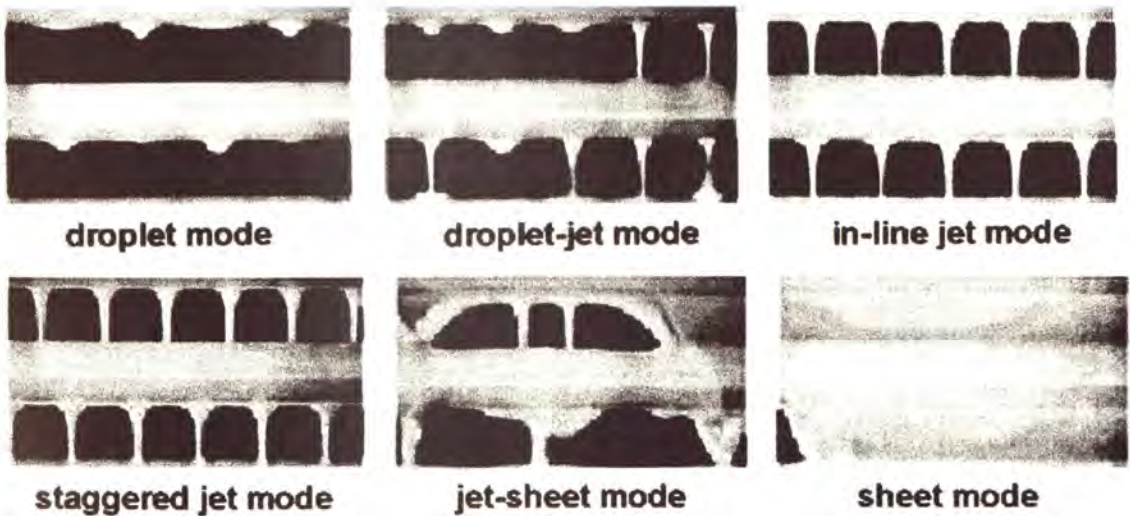 droplet mode
droplet-jet mode
in-line jet mode
staggered jet mode
jet-sheet mode
sheet mode